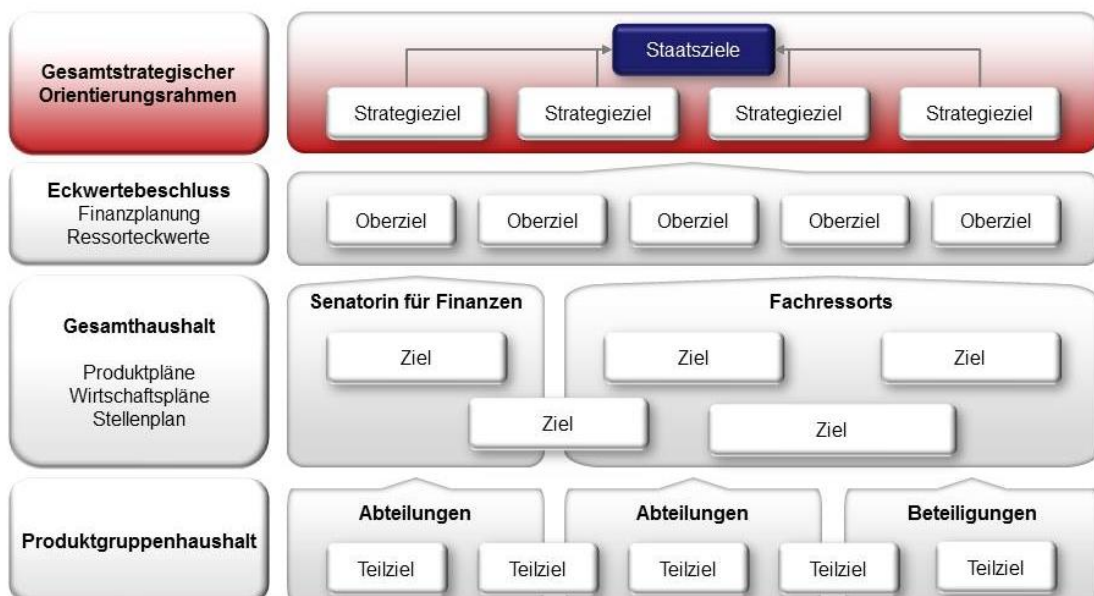 Gesamtstrategischer
Orientierungsrahmen
Staatsziele
Strategieziel
Strategieziel
Strategieziel
Strategieziel
Eckwertebeschluss
Finanzplanung
Ressorteckwerte
Oberziel
Oberziel
Oberziel
Oberziel
Oberziel
Gesamthaushalt
Produktpläne
Wirtschaftspläne
Stellenplan
Senatorin für Finanzen
Ziel
Ziel
Fachressorts
Ziel
Ziel
Ziel
Produktgruppenhaushalt
Abteilungen
Abteilungen
Beteiligungen
Teilziel
Teilziel
Teilziel
Teilziel
Teilziel